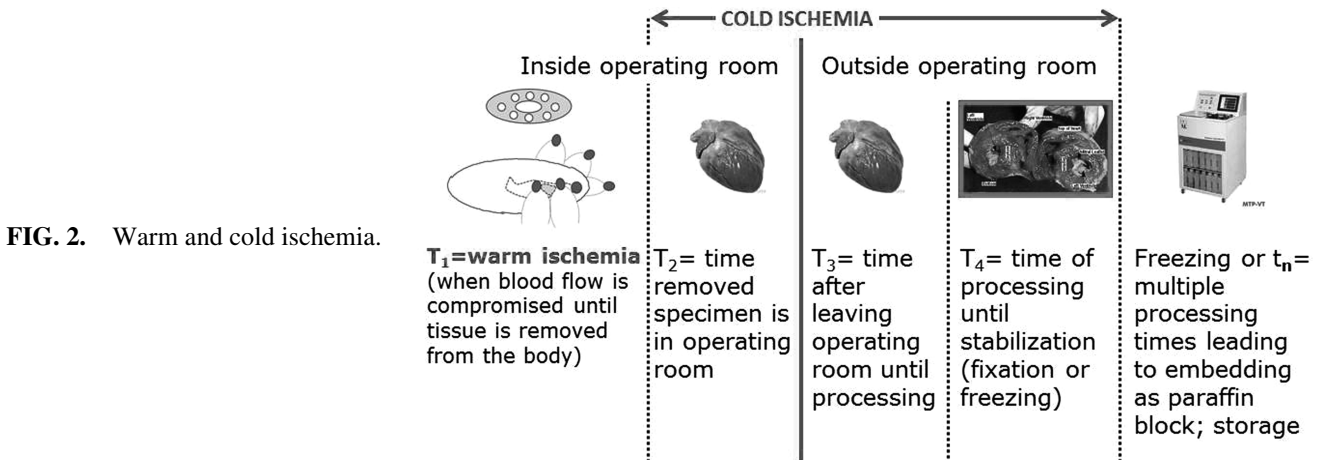 COLD ISCHEMIA
Inside operating room
Outside operating room
MTP-VT
FIG. 2. Warm and cold ischemia.
T₁=warm ischemia
(when blood flow is
compromised until
tissue is removed
from the body)
T₂= time
removed
specimen is
in operating
room
T₃= time
after
leaving
operating
room until
processing
T₄= time of
processing
until
stabilization
(fixation or
freezing)
Freezing or tₙ=
multiple
processing
times leading
to embedding
as paraffin
block; storage